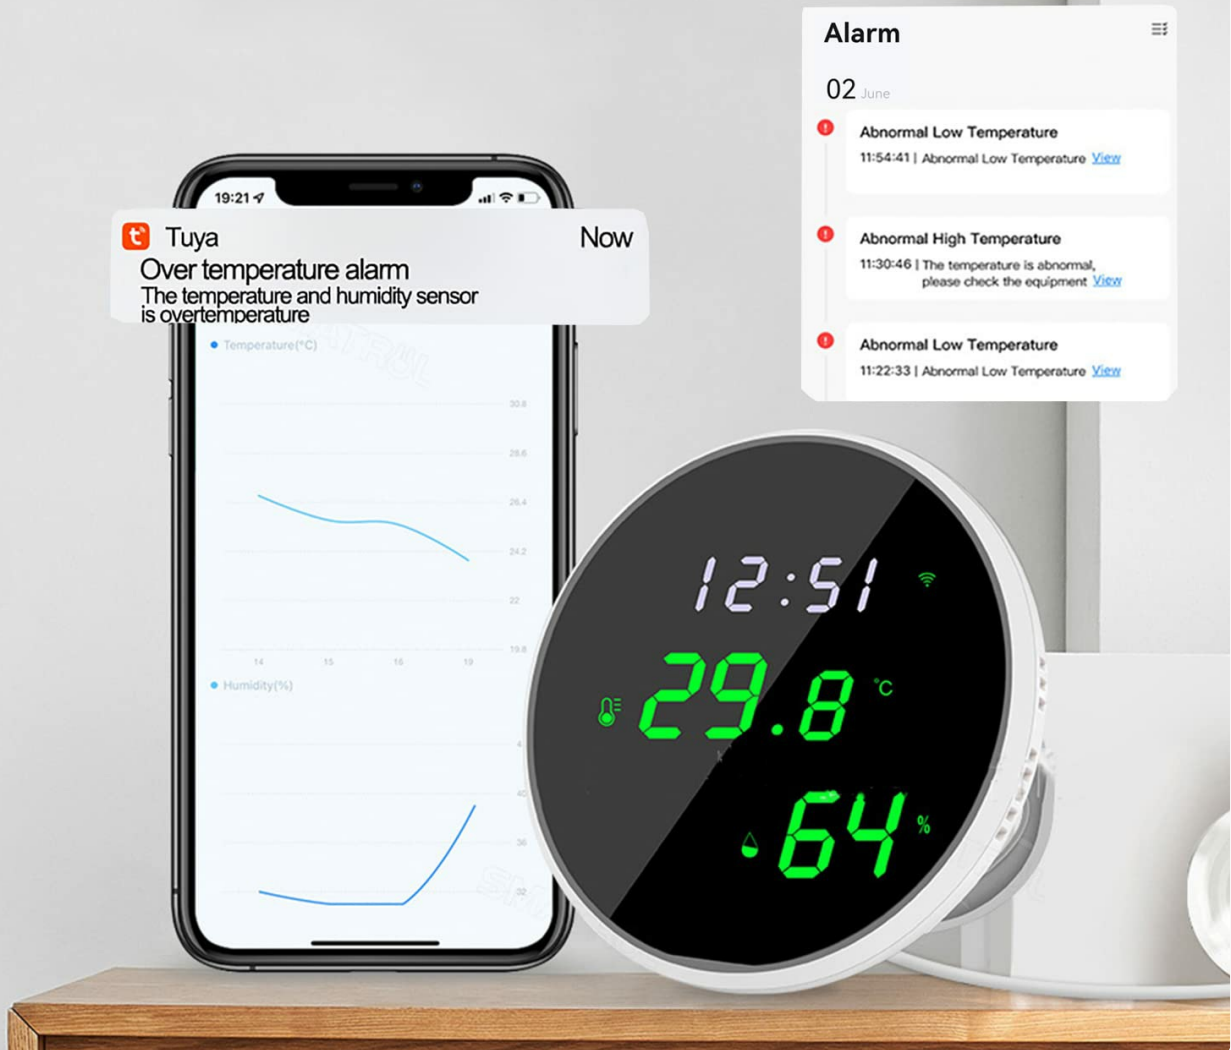 Alarm
02 June
Abnormal Low Temperature
11:54:41 | Abnormal Low Temperature View
Abnormal High Temperature
11:30:46 | The temperature is abnormal,
please check the equipment View
Abnormal Low Temperature
11:22:33 | Abnormal Low Temperature View
19:21
Tuya
Now
Over temperature alarm
The temperature and humidity sensor
is overtemperature
Temperature(°C)
30.8
28.6
26.4
24.2
22
19.8
14 15 16 19
Humidity(%)
4
40
36
32
12:51
29.8 °C
64 %